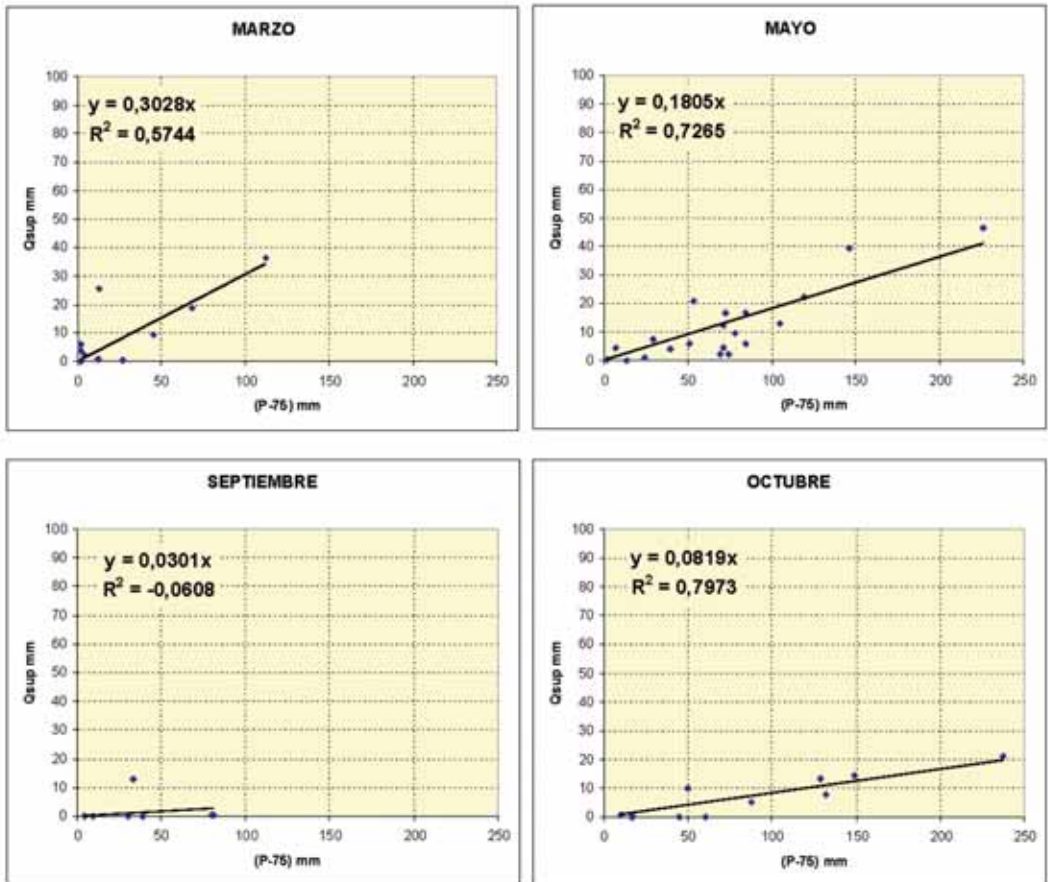 MARZO
y = 0,3028x
R² = 0,5744
100
90
80
70
60
50
40
30
20
10
0
Qsup mm
0 50 100 150 200 250
(P-75) mm
MAYO
y = 0,1805x
R² = 0,7265
100
90
80
70
60
50
40
30
20
10
0
Qsup mm
0 50 100 150 200 250
(P-75) mm
SEPTIEMBRE
y = 0,0301x
R² = -0,0608
100
90
80
70
60
50
40
30
20
10
0
Qsup mm
0 50 100 150 200 250
(P-75) mm
OCTUBRE
y = 0,0819x
R² = 0,7973
100
90
80
70
60
50
40
30
20
10
0
Qsup mm
0 50 100 150 200 250
(P-75) mm